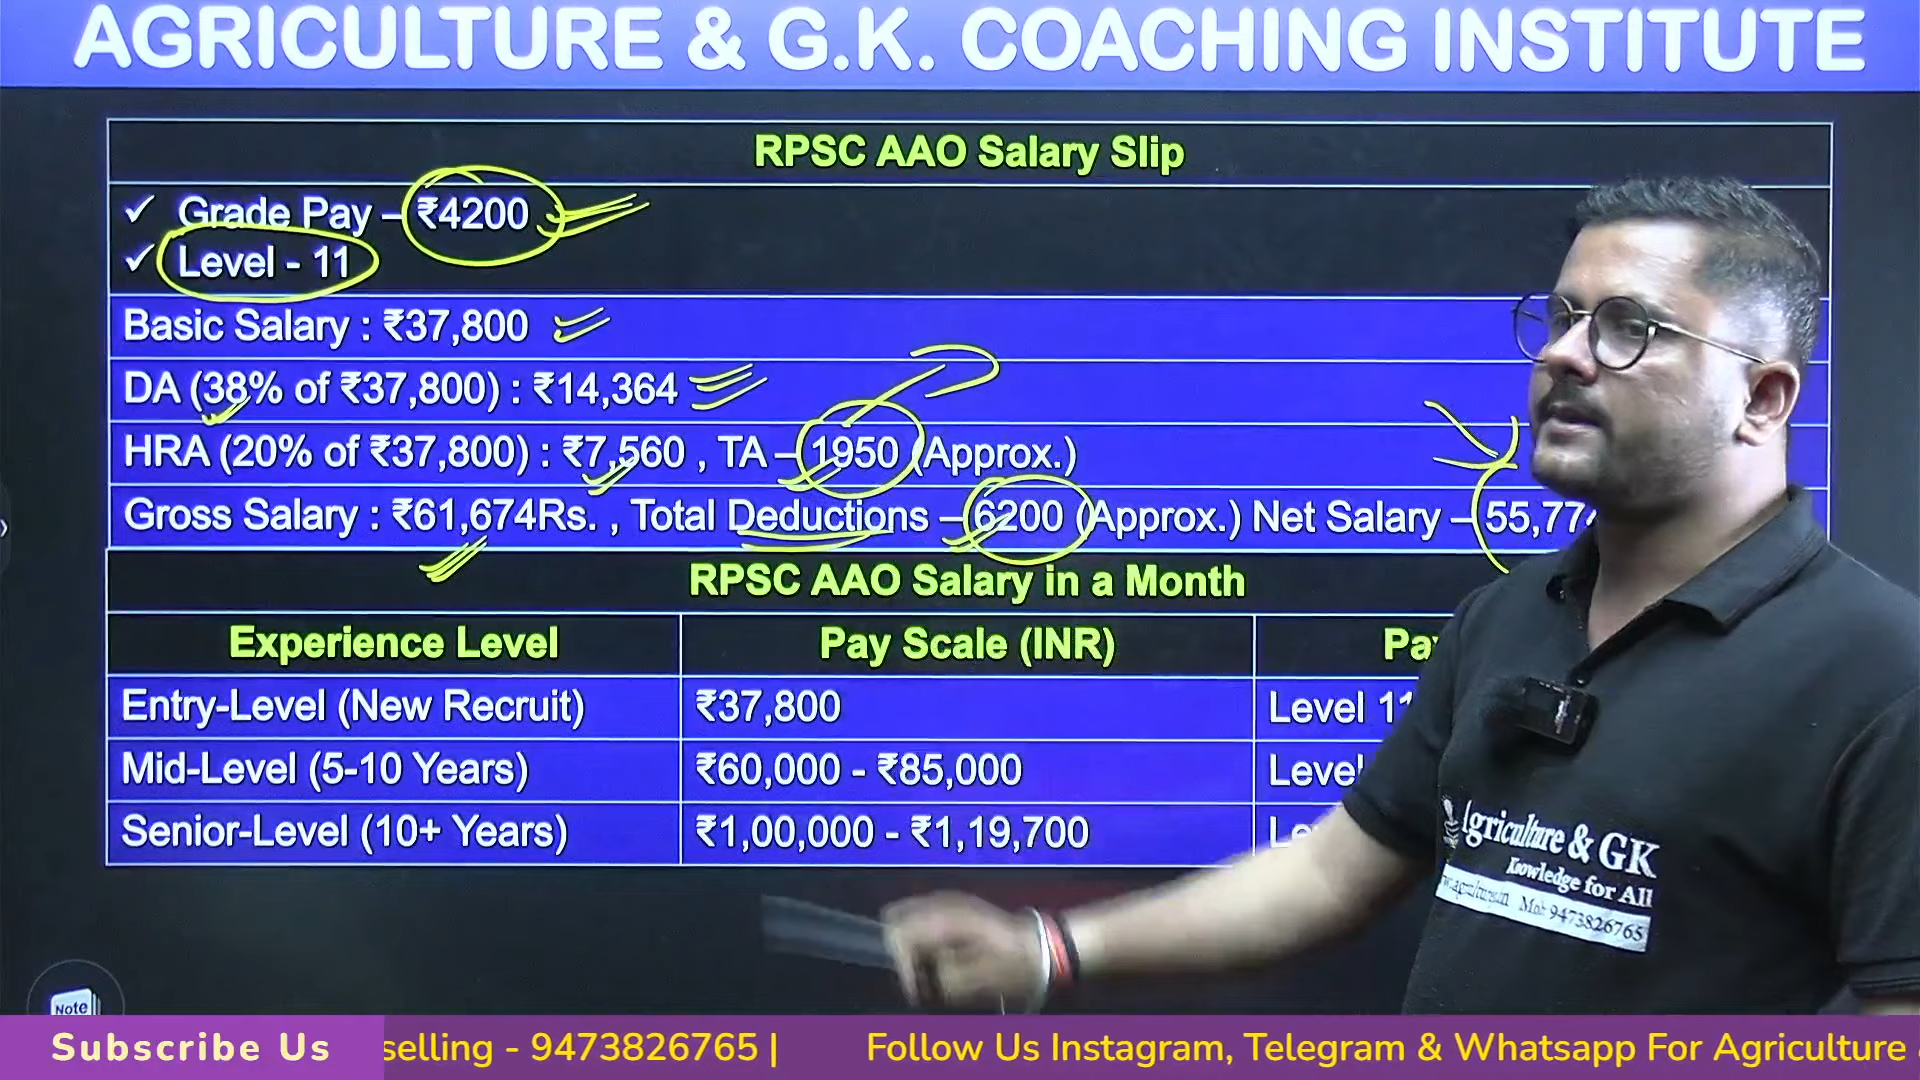 AGRICULTURE & G.K. COACHING INSTITUTE
RPSC AAO Salary Slip
✓ Grade Pay – ₹4200
✓ Level - 11
Basic Salary : ₹37,800
DA (38% of ₹37,800) : ₹14,364
HRA (20% of ₹37,800) : ₹7,560 , TA – 1950 (Approx.)
Gross Salary : ₹61,674Rs. , Total Deductions – 6200 (Approx.) Net Salary – 55,77
RPSC AAO Salary in a Month
Experience Level Pay Scale (INR) Pa
Entry-Level (New Recruit) ₹37,800 Level 11
Mid-Level (5-10 Years) ₹60,000 - ₹85,000 Level
Senior-Level (10+ Years) ₹1,00,000 - ₹1,19,700 Le
Agriculture & GK
Knowledge for All
Mob 9473826765
Note
Subscribe Us selling - 9473826765 | Follow Us Instagram, Telegram & Whatsapp For Agriculture